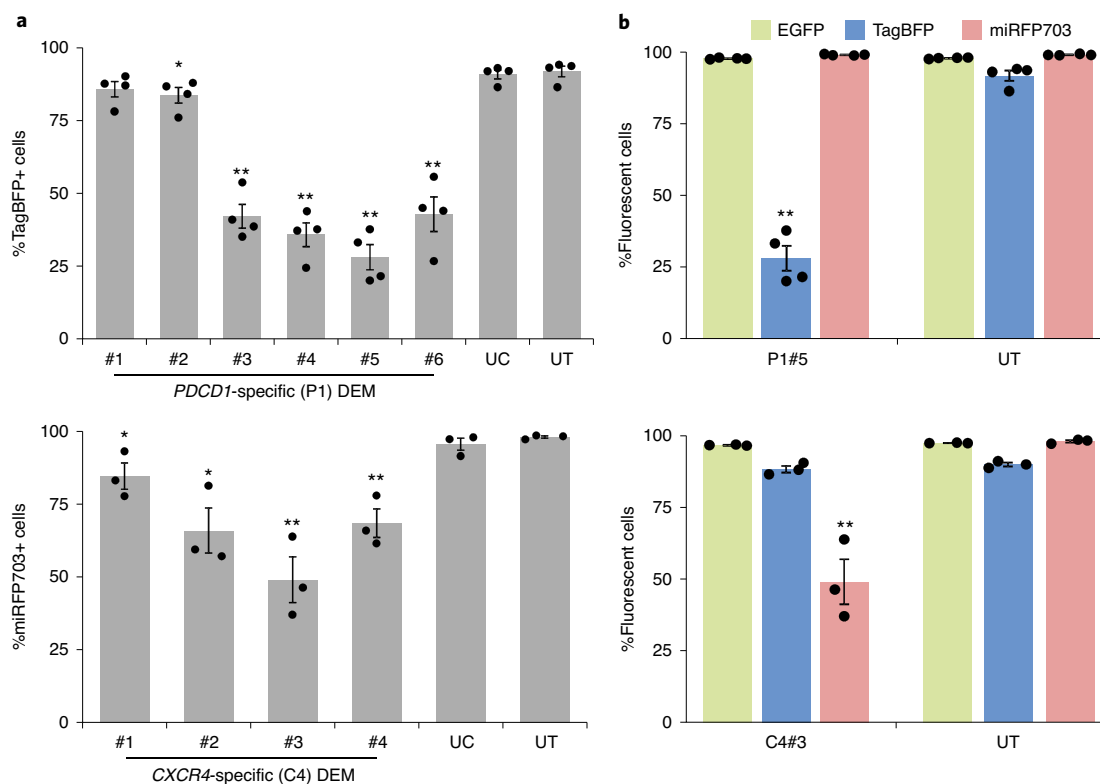 a
%TagBFP+ cells
100
75
50
25
0
*
**
**
**
**
#1 #2 #3 #4 #5 #6 UC UT
PDCD1-specific (P1) DEM
b
EGFP TagBFP miRFP703
%Fluorescent cells
100
75
50
25
0
**
P1#5 UT
%miRFP703+ cells
100
75
50
25
0
*
*
**
**
#1 #2 #3 #4 UC UT
CXCR4-specific (C4) DEM
%Fluorescent cells
100
75
50
25
0
**
C4#3 UT